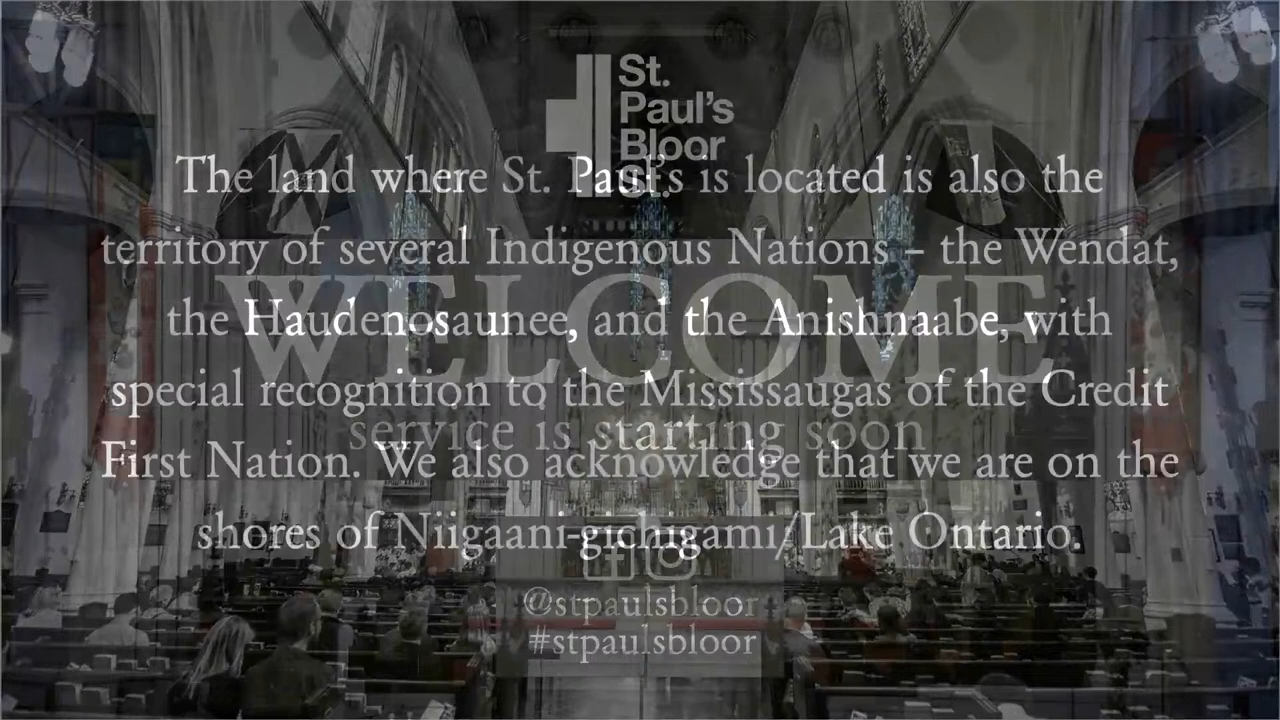 St.
Paul's
Bloor
The land where St. Paul's is located is also the
territory of several Indigenous Nations – the Wendat,
WELCOME
the Haudenosaunee, and the Anishnaabe, with
special recognition to the Mississaugas of the Credit
service is starting soon
First Nation. We also acknowledge that we are on the
shores of Niigaani-gichigami/Lake Ontario.
@stpaulsbloor
#stpaulsbloor